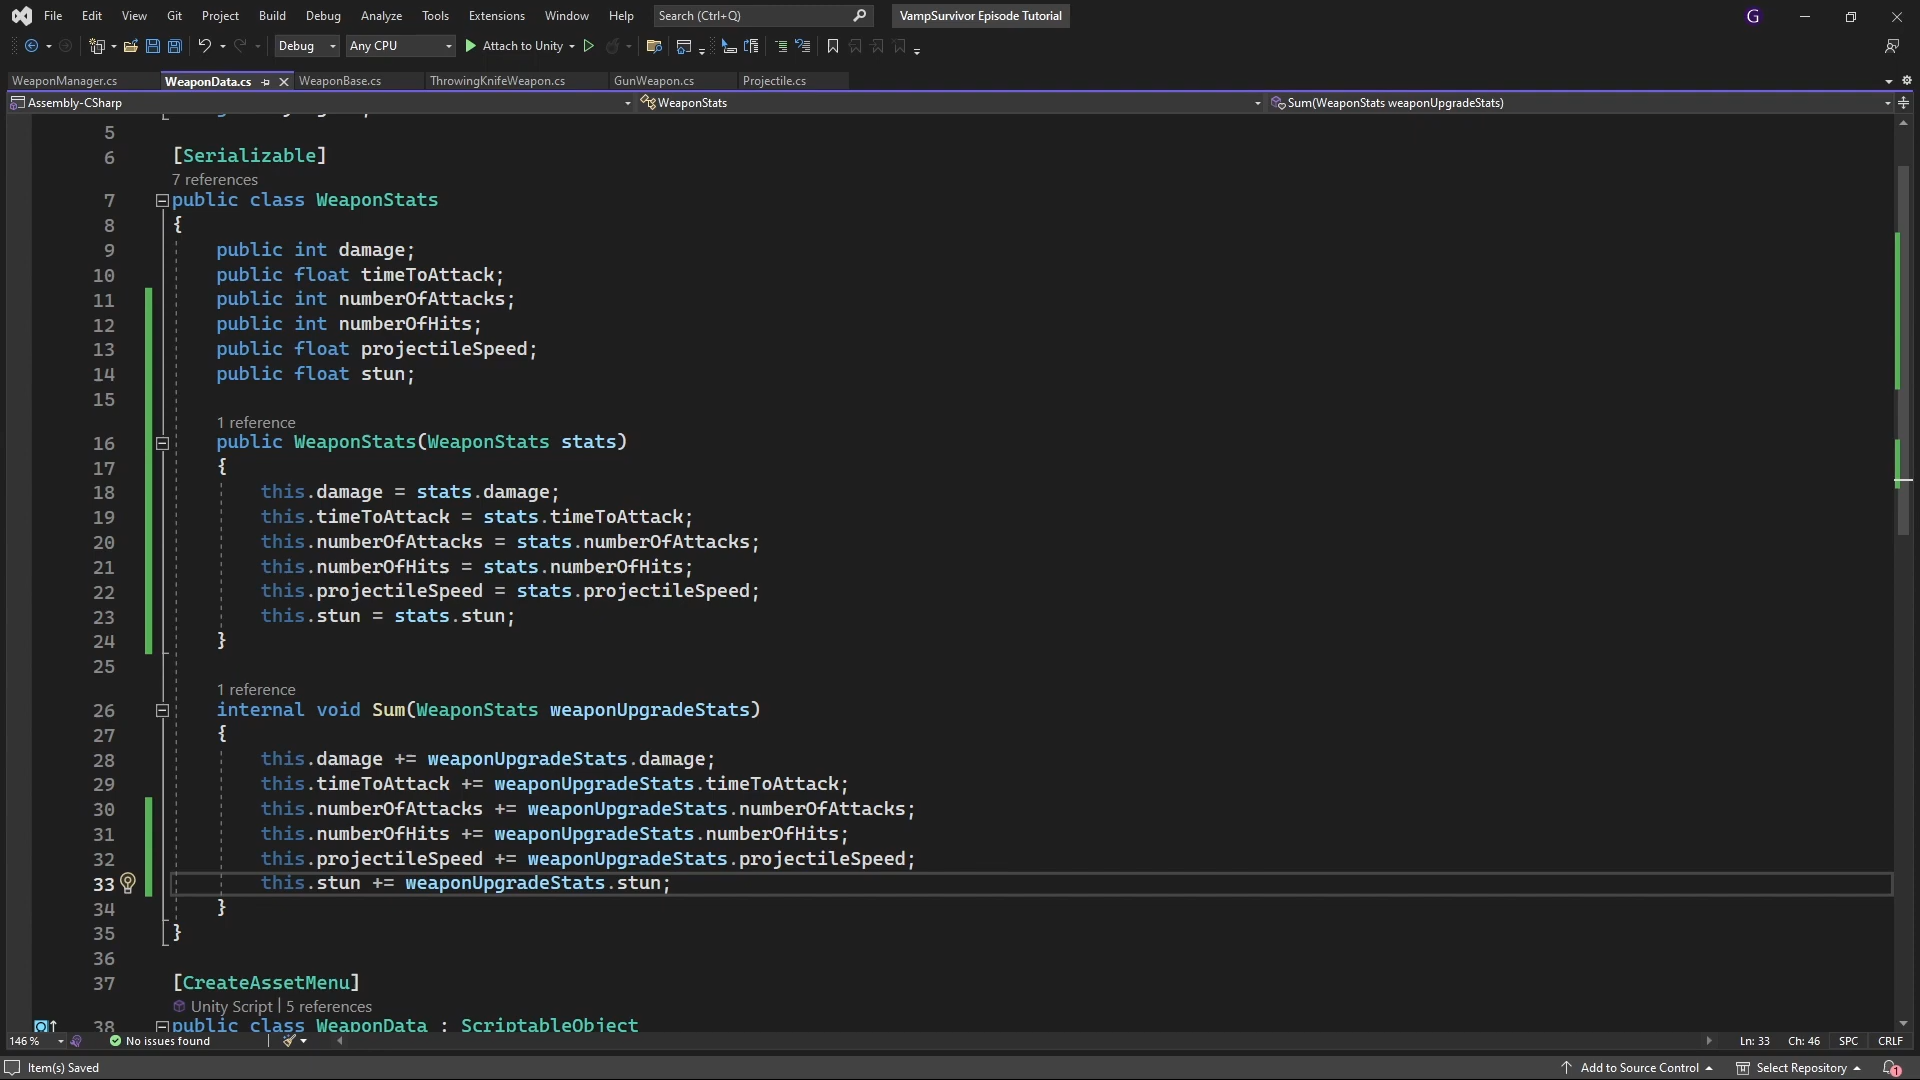 File Edit View Git Project Build Debug Analyze Tools Extensions Window Help Search (Ctrl+Q) VampSurvivor Episode Tutorial G
Debug Any CPU Attach to Unity
WeaponManager.cs WeaponData.cs WeaponBase.cs ThrowingKnifeWeapon.cs GunWeapon.cs Projectile.cs
Assembly-CSharp WeaponStats Sum(WeaponStats weaponUpgradeStats)
5
6 [Serializable]
7 references
7 public class WeaponStats
8 {
9 public int damage;
10 public float timeToAttack;
11 public int numberOfAttacks;
12 public int numberOfHits;
13 public float projectileSpeed;
14 public float stun;
15
1 reference
16 public WeaponStats(WeaponStats stats)
17 {
18 this.damage = stats.damage;
19 this.timeToAttack = stats.timeToAttack;
20 this.numberOfAttacks = stats.numberOfAttacks;
21 this.numberOfHits = stats.numberOfHits;
22 this.projectileSpeed = stats.projectileSpeed;
23 this.stun = stats.stun;
24 }
25
1 reference
26 internal void Sum(WeaponStats weaponUpgradeStats)
27 {
28 this.damage += weaponUpgradeStats.damage;
29 this.timeToAttack += weaponUpgradeStats.timeToAttack;
30 this.numberOfAttacks += weaponUpgradeStats.numberOfAttacks;
31 this.numberOfHits += weaponUpgradeStats.numberOfHits;
32 this.projectileSpeed += weaponUpgradeStats.projectileSpeed;
33 this.stun += weaponUpgradeStats.stun;
34 }
35 }
36
37 [CreateAssetMenu]
Unity Script | 5 references
38 public class WeaponData : ScriptableObject
146 % No issues found Ln: 33 Ch: 46 SPC CRLF
Item(s) Saved Add to Source Control Select Repository 1